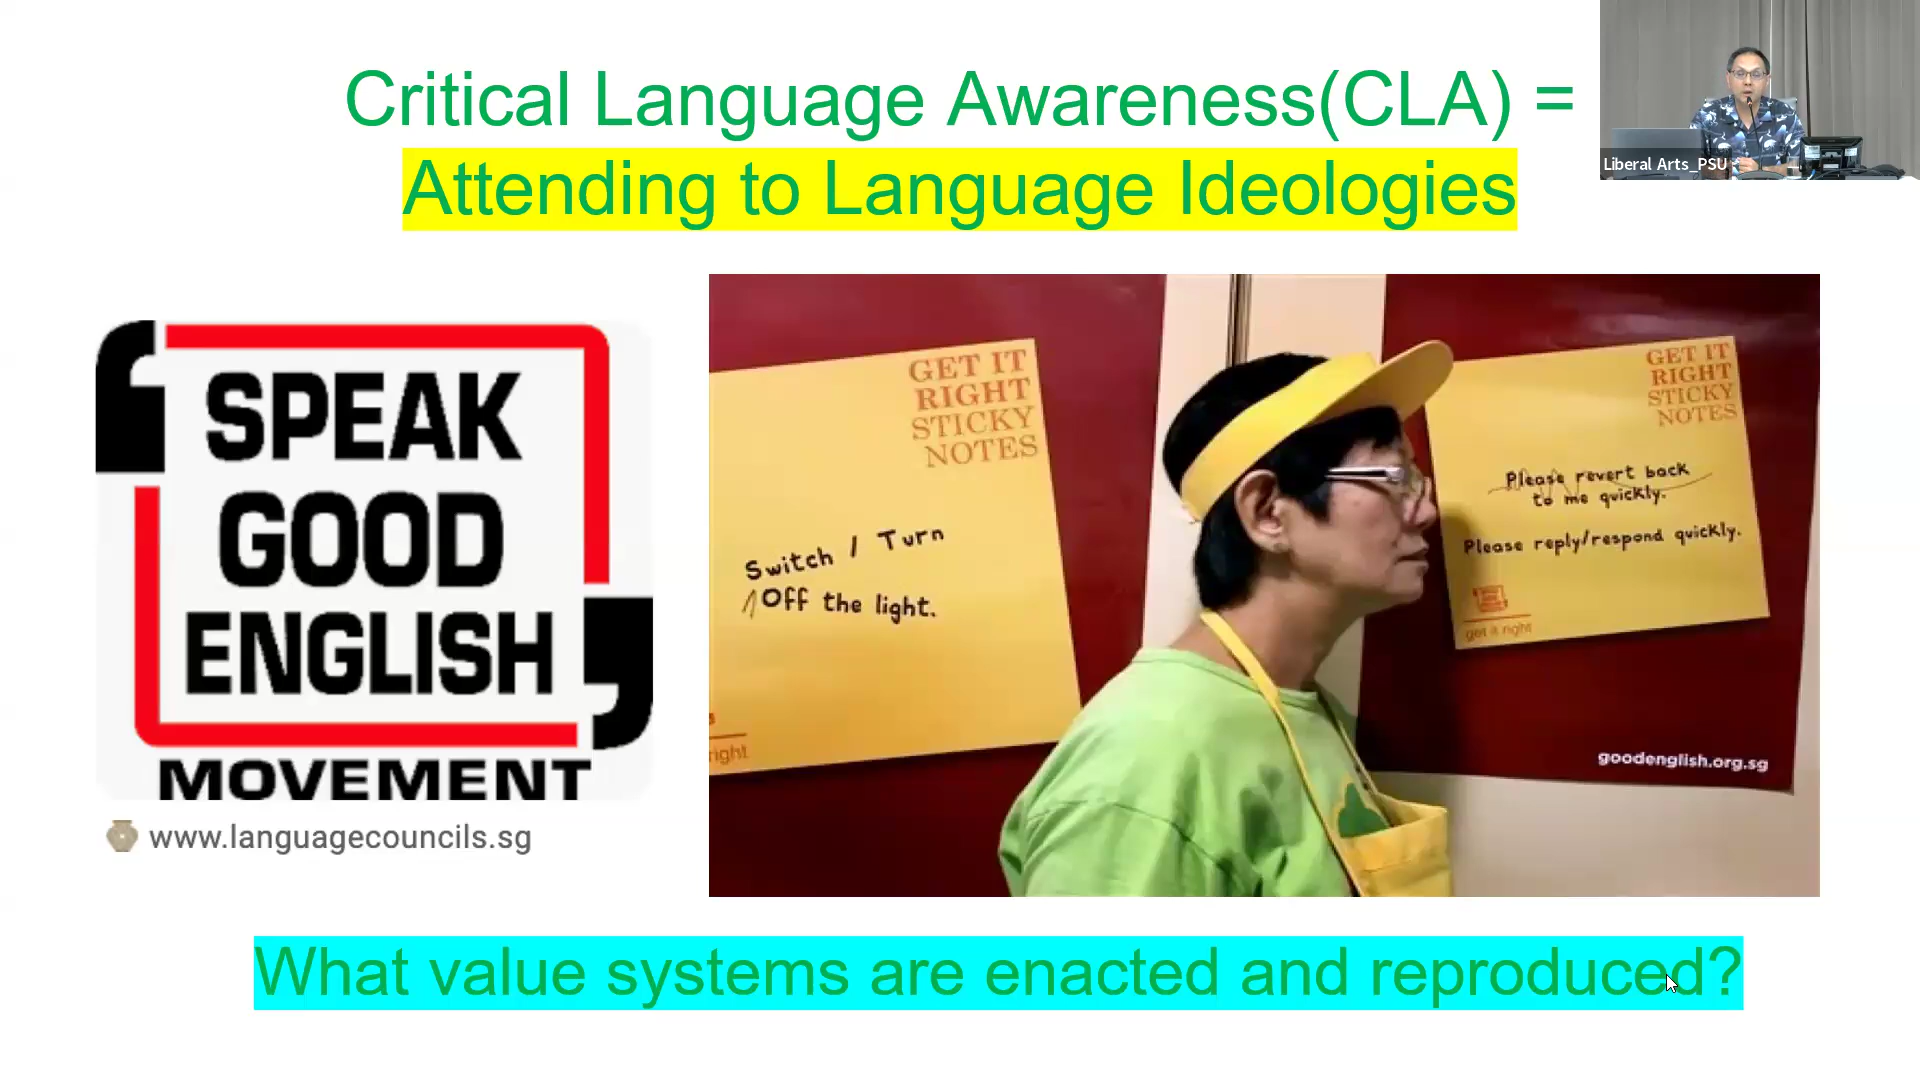 Critical Language Awareness(CLA) =
Attending to Language Ideologies
Liberal Arts_PSU
SPEAK
GOOD
ENGLISH
MOVEMENT
www.languagecouncils.sg
GET IT
RIGHT
STICKY
NOTES
Switch / Turn
Off the light.
right
GET IT
RIGHT
STICKY
NOTES
Please revert back
to me quickly.
Please reply/respond quickly.
get it right
goodenglish.org.sg
What value systems are enacted and reproduced?